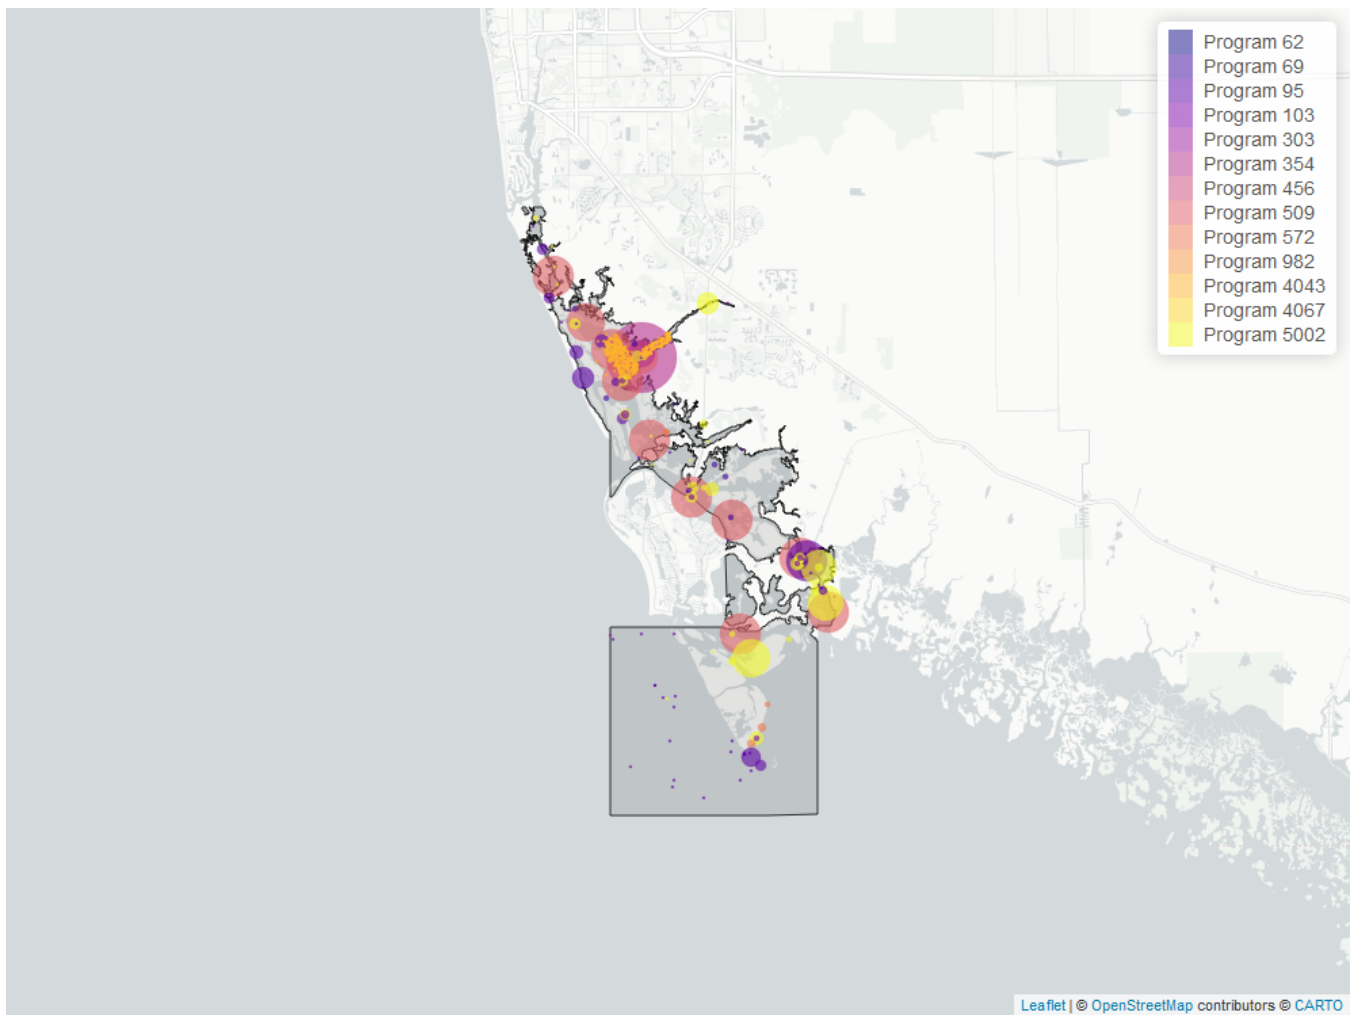 Program 62
Program 69
Program 95
Program 103
Program 303
Program 354
Program 456
Program 509
Program 572
Program 982
Program 4043
Program 4067
Program 5002
Leaflet | © OpenStreetMap contributors © CARTO